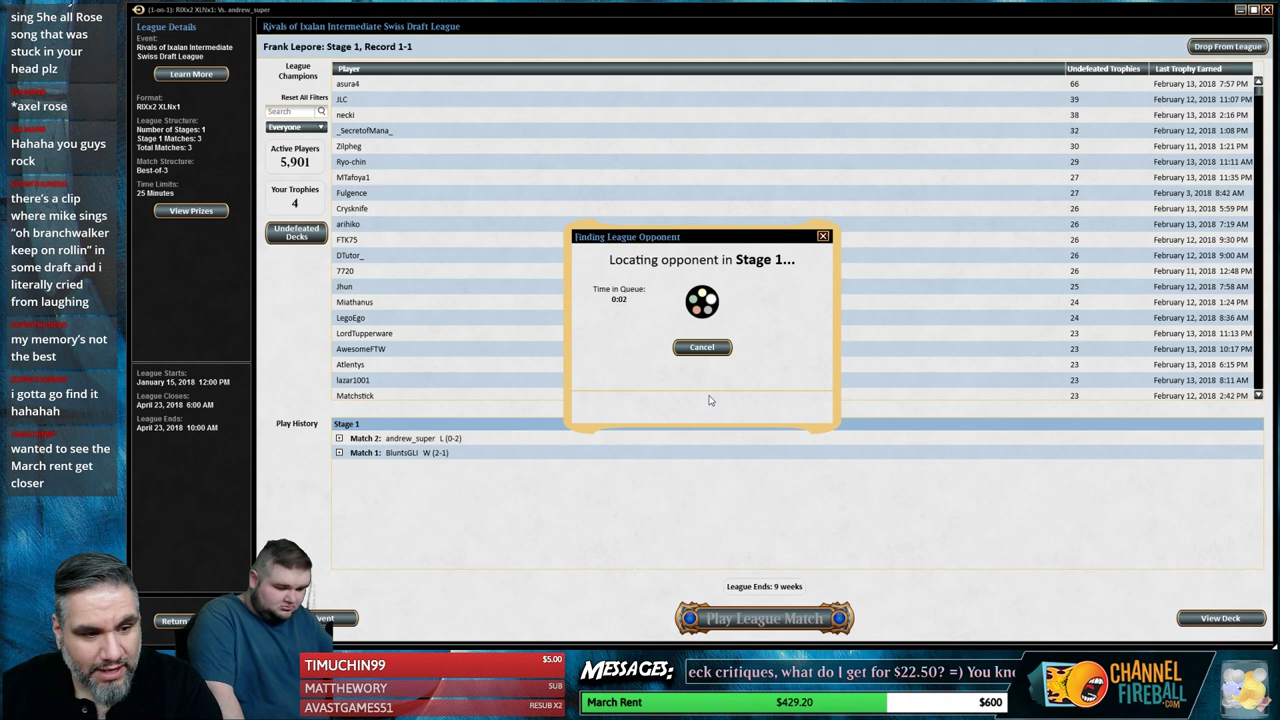 sing 5he all Rose
song that was
stuck in your
head plz
*axel rose
Hahaha you guys
rock
there's a clip
where mike sings
"oh branchwalker
keep on rollin" in
some draft and i
literally cried
from laughing
my memory's not
the best
i gotta go find it
hahahah
wanted to see the
March rent get
closer
(1-on-1): RIXx2 XLNx1: Vs. andrew_super
League Details
Event:
Rivals of Ixalan Intermediate
Swiss Draft League
Learn More
Format:
RIXx2 XLNx1
League Structure:
Number of Stages: 1
Stage 1 Matches: 3
Total Matches: 3
Match Structure:
Best-of-3
Time Limits:
25 Minutes
View Prizes
League Starts:
January 15, 2018 12:00 PM
League Closes:
April 23, 2018 6:00 AM
League Ends:
April 23, 2018 10:00 AM
Return
Rivals of Ixalan Intermediate Swiss Draft League
Frank Lepore: Stage 1, Record 1-1
Drop From League
League
Champions
Reset All Filters
Search
Everyone
Active Players
5,901
Your Trophies
4
Undefeated
Decks
Player Undefeated Trophies Last Trophy Earned
asura4 66 February 13, 2018 7:57 PM
JLC 39 February 12, 2018 11:07 PM
necki 38 February 13, 2018 2:16 PM
_SecretofMana_ 32 February 12, 2018 1:08 PM
Zilpheg 30 February 11, 2018 1:21 PM
Ryo-chin 29 February 13, 2018 11:11 AM
MTafoya1 27 February 13, 2018 11:35 PM
Fulgence 27 February 3, 2018 8:42 AM
Crysknife 26 February 13, 2018 5:59 PM
arihiko 26 February 13, 2018 7:19 AM
FTK75 26 February 12, 2018 9:30 PM
DTutor_ 26 February 12, 2018 9:00 AM
7720 26 February 11, 2018 12:48 PM
Jhun 25 February 12, 2018 7:58 AM
Miathanus 24 February 12, 2018 1:24 PM
LegoEgo 24 February 12, 2018 8:36 AM
LordTupperware 23 February 13, 2018 11:13 PM
AwesomeFTW 23 February 13, 2018 10:17 PM
Atlentys 23 February 13, 2018 6:15 PM
lazar1001 23 February 13, 2018 8:11 AM
Matchstick 23 February 12, 2018 2:42 PM
Finding League Opponent
Locating opponent in Stage 1...
Time in Queue:
0:02
Cancel
Play History
Stage 1
Match 2: andrew_super L (0-2)
Match 1: BluntsGLI W (2-1)
League Ends: 9 weeks
Event
Play League Match
View Deck
TIMUCHIN99 $5.00
MATTHEWORY SUB
AVASTGAMES51 RESUB X2
MESSAGES:
eck critiques, what do I get for $22.50? =) You kno
March Rent $429.20 $600
CHANNEL
FIREBALL
.COM